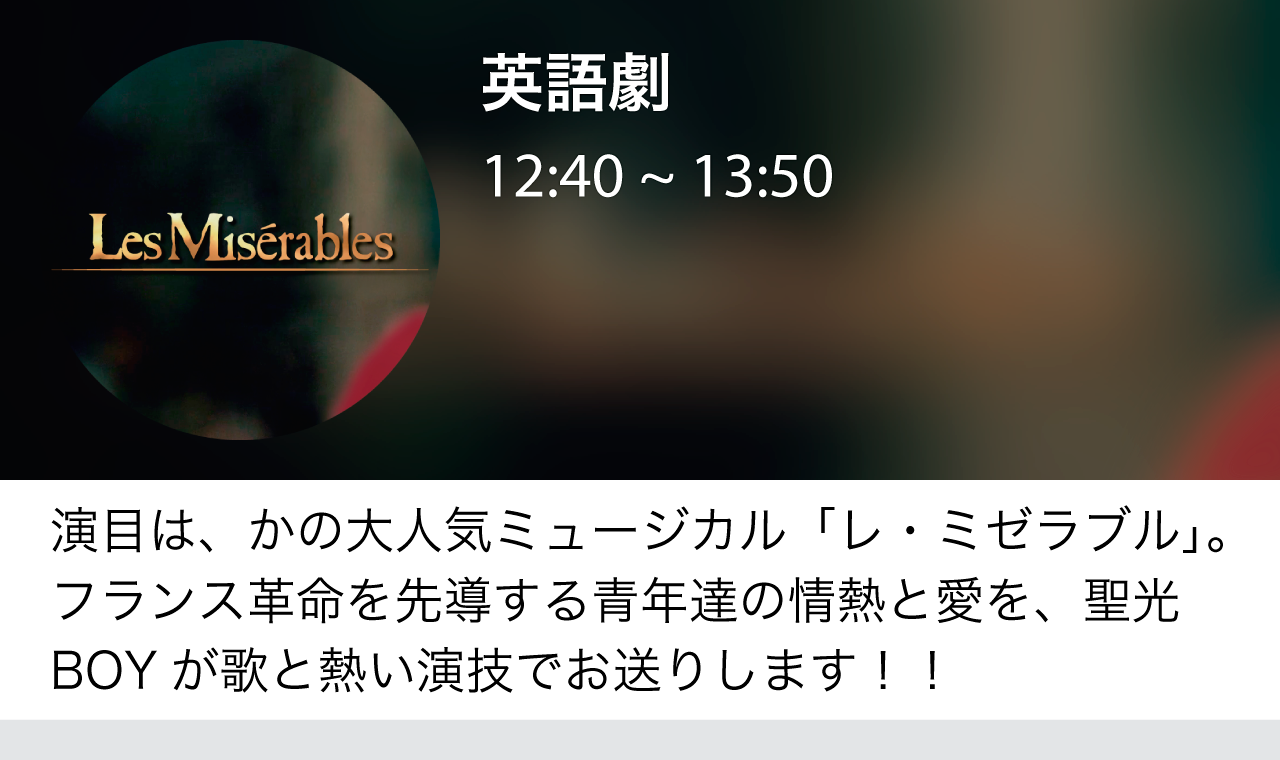 英語劇
12:40 ~ 13:50
Les Misérables
演目は、かの大人気ミュージカル「レ・ミゼラブル」。
フランス革命を先導する青年達の情熱と愛を、聖光
BOY が歌と熱い演技でお送りします！！